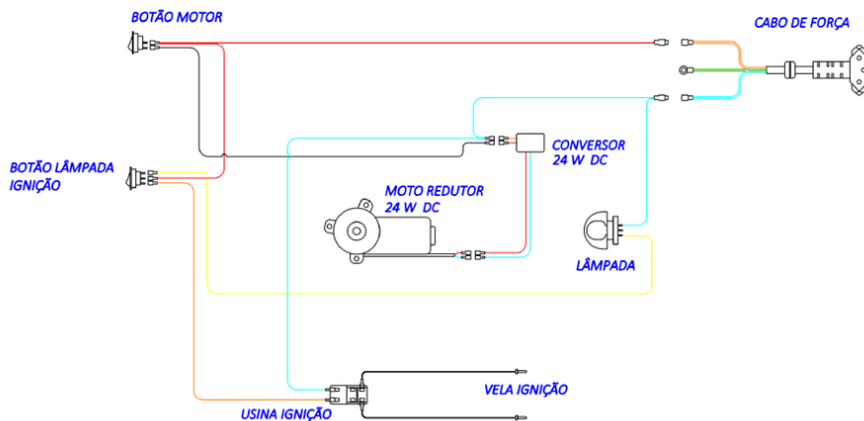 BOTÃO MOTOR
CABO DE FORÇA
CONVERSOR
24 W DC
BOTÃO LÂMPADA
IGNIÇÃO
MOTO REDUTOR
24 W DC
LÂMPADA
VELA IGNIÇÃO
USINA IGNIÇÃO